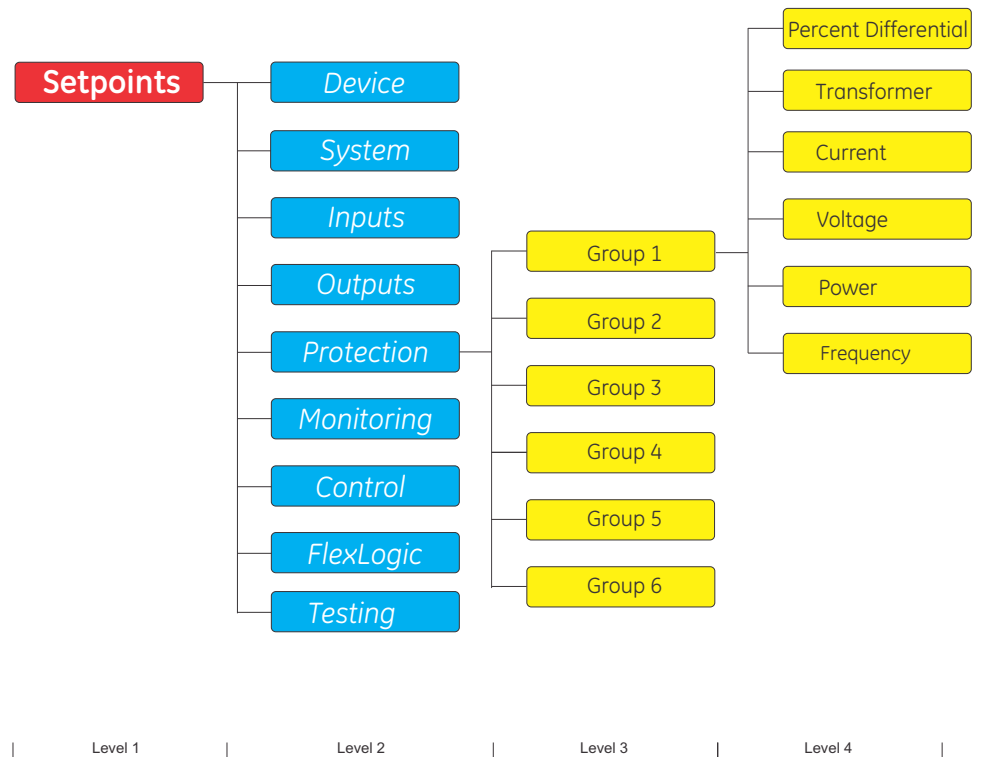 Setpoints
Device
System
Inputs
Outputs
Protection
Monitoring
Control
FlexLogic
Testing
Group 1
Group 2
Group 3
Group 4
Group 5
Group 6
Percent Differential
Transformer
Current
Voltage
Power
Frequency
| Level 1 | Level 2 | Level 3 | Level 4 |